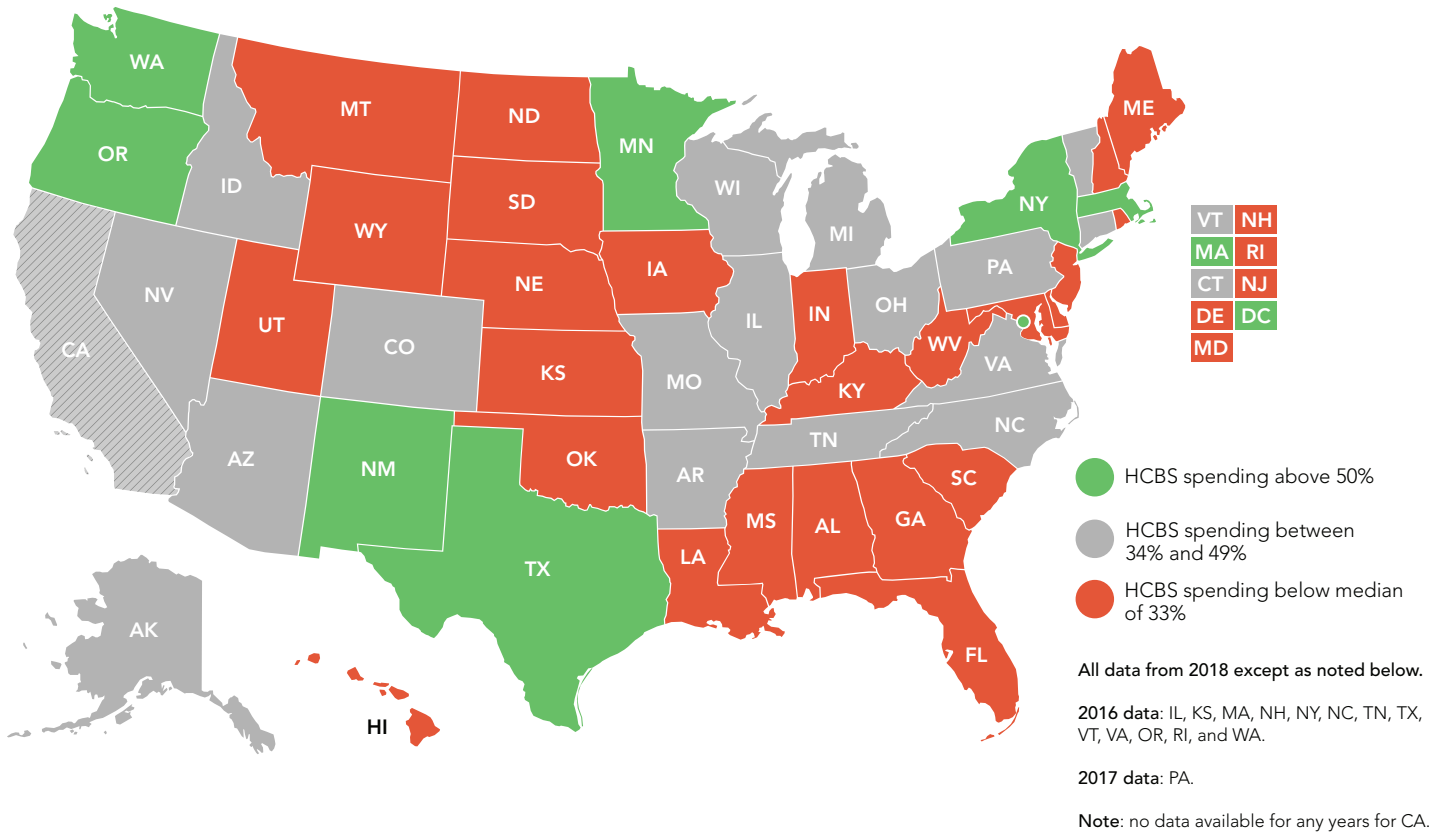 WA
OR
CA
ID
NV
MT
WY
UT
AZ
CO
NM
ND
SD
NE
KS
OK
TX
MN
IA
MO
AR
LA
WI
IL
MI
IN
OH
KY
TN
MS
AL
GA
FL
SC
NC
VA
WV
PA
NY
ME
AK
HI
VT NH
MA RI
CT NJ
DE DC
MD
HCBS spending above 50%
HCBS spending between
34% and 49%
HCBS spending below median
of 33%
All data from 2018 except as noted below.
2016 data: IL, KS, MA, NH, NY, NC, TN, TX,
VT, VA, OR, RI, and WA.
2017 data: PA.
Note: no data available for any years for CA.